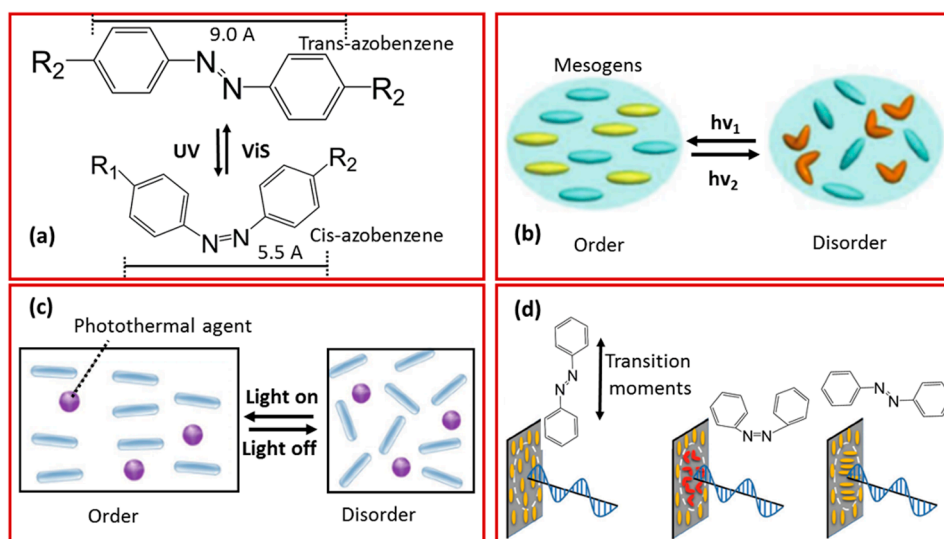 9.0 A
Trans-azobenzene
R2
N
N
R2
UV
ViS
R1
R2
N=N
Cis-azobenzene
5.5 A
(a)
Mesogens
hv1
hv2
(b)
Order
Disorder
(c)
Photothermal agent
Light on
Light off
Order
Disorder
(d)
N
N
Transition
moments
N=N
N
N